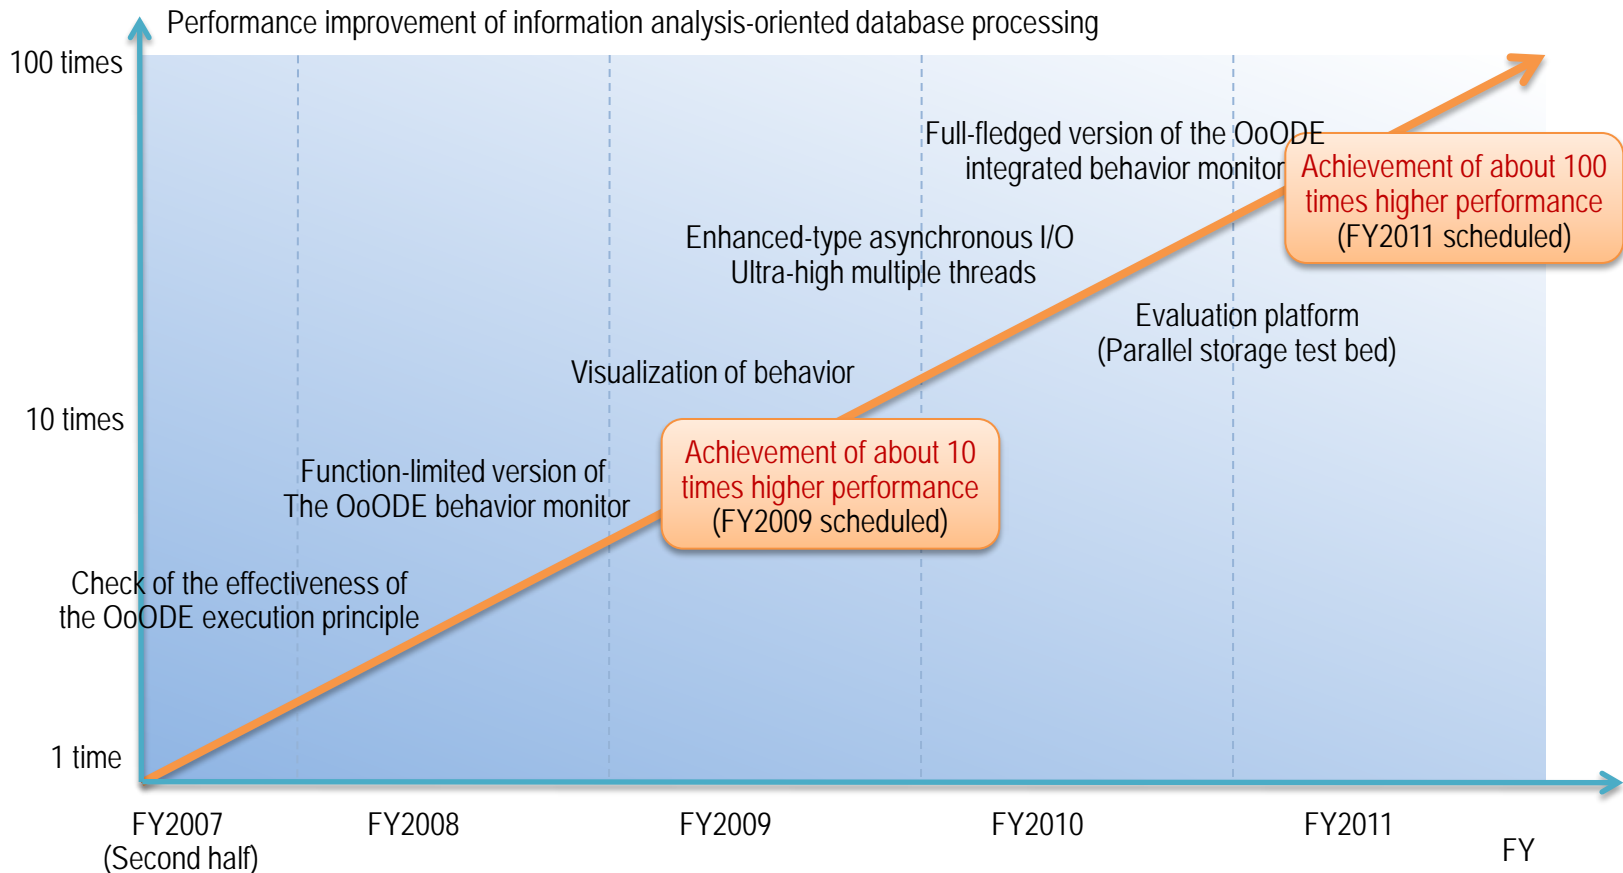 Performance improvement of information analysis-oriented database processing
100 times
Full-fledged version of the OoODE
integrated behavior monitor
Achievement of about 100
times higher performance
(FY2011 scheduled)
Enhanced-type asynchronous I/O
Ultra-high multiple threads
Evaluation platform
(Parallel storage test bed)
Visualization of behavior
10 times
Achievement of about 10
times higher performance
(FY2009 scheduled)
Function-limited version of
The OoODE behavior monitor
Check of the effectiveness of
the OoODE execution principle
1 time
FY2007
(Second half)
FY2008
FY2009
FY2010
FY2011
FY